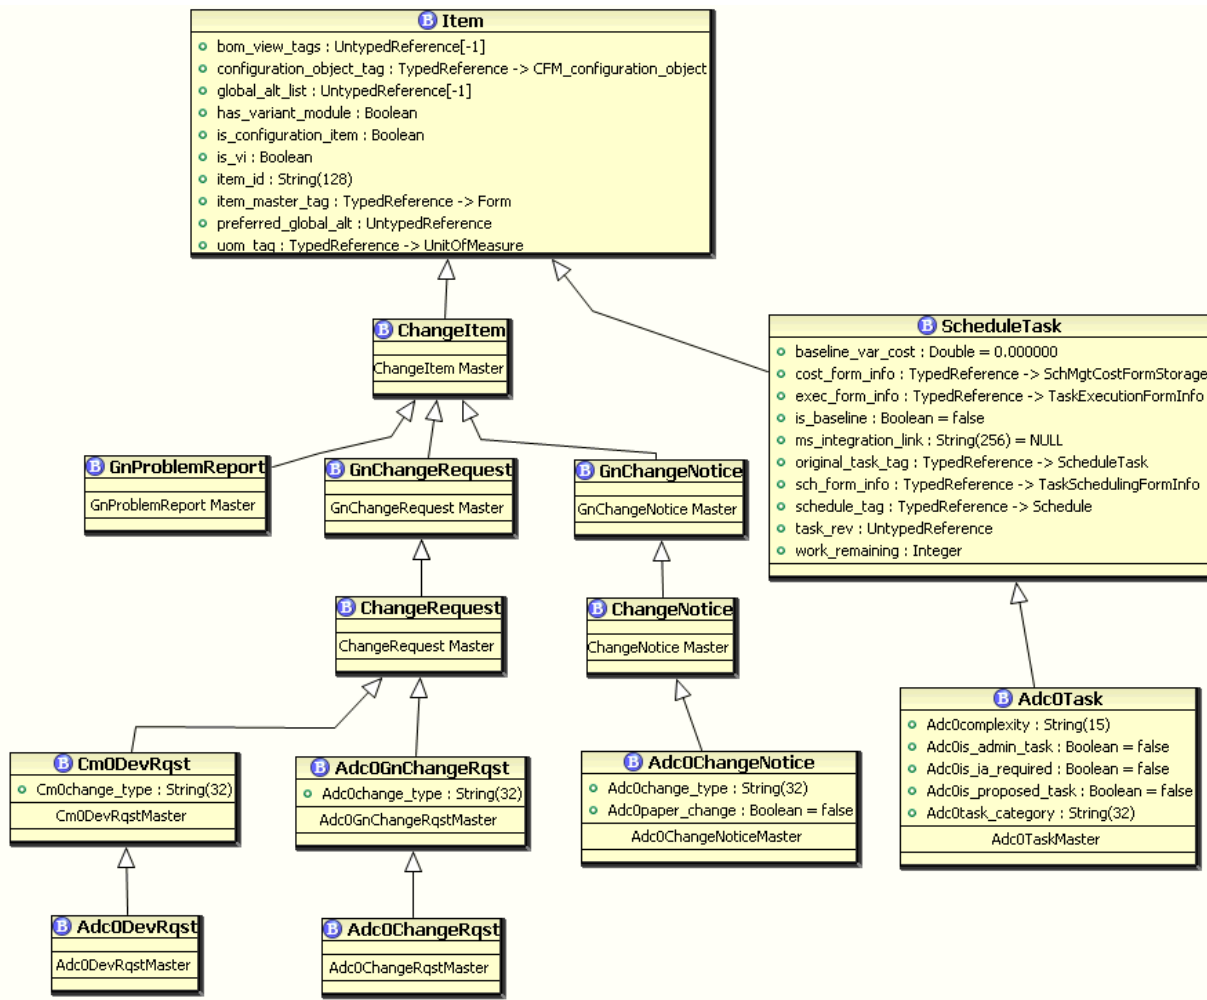 B Item
bom_view_tags : UntypedReference[-1]
configuration_object_tag : TypedReference -> CFM_configuration_object
global_alt_list : UntypedReference[-1]
has_variant_module : Boolean
is_configuration_item : Boolean
is_vi : Boolean
item_id : String(128)
item_master_tag : TypedReference -> Form
preferred_global_alt : UntypedReference
uom_tag : TypedReference -> UnitOfMeasure
B ChangeItem
ChangeItem Master
B ScheduleTask
baseline_var_cost : Double = 0.000000
cost_form_info : TypedReference -> SchMgtCostFormStorage
exec_form_info : TypedReference -> TaskExecutionFormInfo
is_baseline : Boolean = false
ms_integration_link : String(256) = NULL
original_task_tag : TypedReference -> ScheduleTask
sch_form_info : TypedReference -> TaskSchedulingFormInfo
schedule_tag : TypedReference -> Schedule
task_rev : UntypedReference
work_remaining : Integer
B GnProblemReport
GnProblemReport Master
B GnChangeRequest
GnChangeRequest Master
B GnChangeNotice
GnChangeNotice Master
B ChangeRequest
ChangeRequest Master
B ChangeNotice
ChangeNotice Master
B Adc0Task
Adc0complexity : String(15)
Adc0is_admin_task : Boolean = false
Adc0is_ia_required : Boolean = false
Adc0is_proposed_task : Boolean = false
Adc0task_category : String(32)
Adc0TaskMaster
B Cm0DevRqst
Cm0change_type : String(32)
Cm0DevRqstMaster
B Adc0GnChangeRqst
Adc0change_type : String(32)
Adc0GnChangeRqstMaster
B Adc0ChangeNotice
Adc0change_type : String(32)
Adc0paper_change : Boolean = false
Adc0ChangeNoticeMaster
B Adc0DevRqst
Adc0DevRqstMaster
B Adc0ChangeRqst
Adc0ChangeRqstMaster